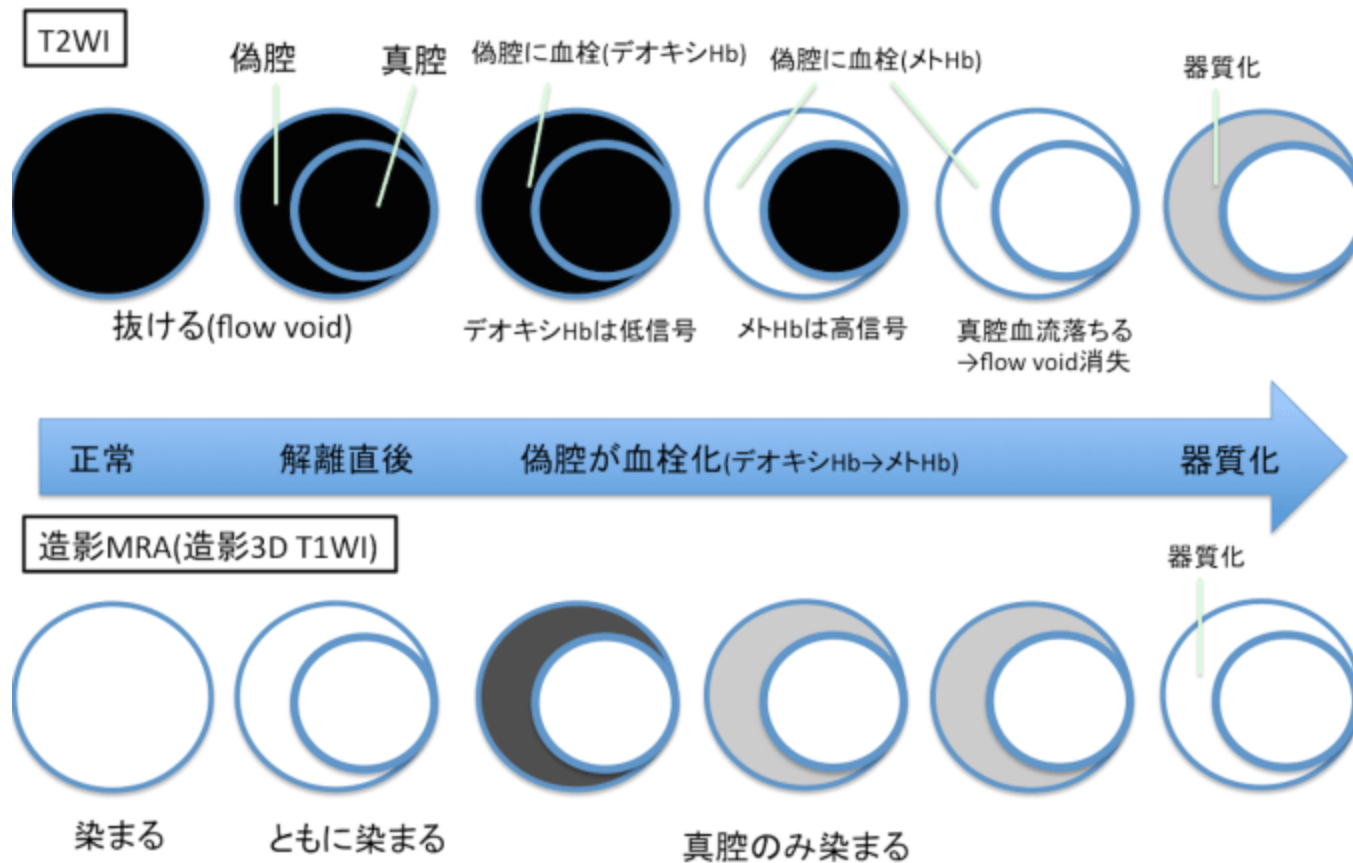 T2WI
偽腔
真腔
偽腔に血栓(デオキシHb)
偽腔に血栓(メトHb)
器質化
抜ける(flow void)
デオキシHbは低信号
メトHbは高信号
真腔血流落ちる
→flow void消失
正常
解離直後
偽腔が血栓化(デオキシHb→メトHb)
器質化
造影MRA(造影3D T1WI)
器質化
染まる
ともに染まる
真腔のみ染まる